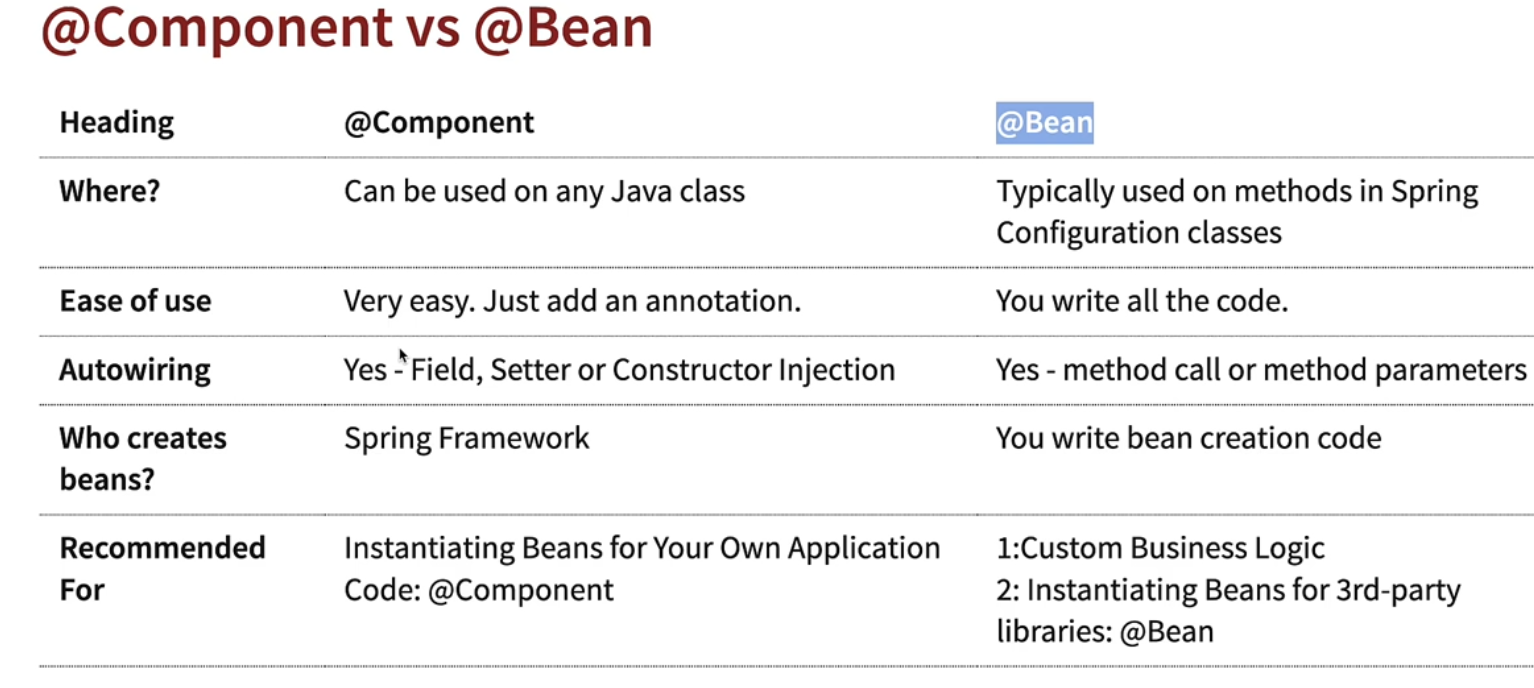 @Component vs @Bean
Heading @Component @Bean
Where? Can be used on any Java class Typically used on methods in Spring
Configuration classes
Ease of use Very easy. Just add an annotation. You write all the code.
Autowiring Yes - Field, Setter or Constructor Injection Yes - method call or method parameters
Who creates Spring Framework You write bean creation code
beans?
Recommended Instantiating Beans for Your Own Application 1:Custom Business Logic
For Code: @Component 2: Instantiating Beans for 3rd-party
libraries: @Bean